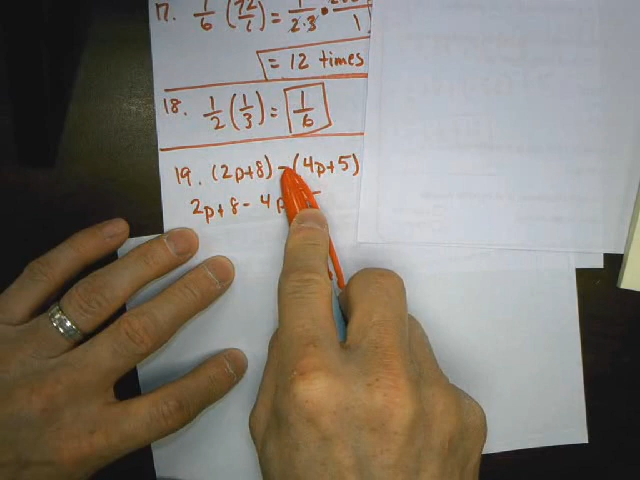 17. 1/6 (72/1) = 1/2·3 ·
= 12 times
18. 1/2 (1/3) = 1/6
19. (2p+8) - (4p+5)
2p+8 - 4p